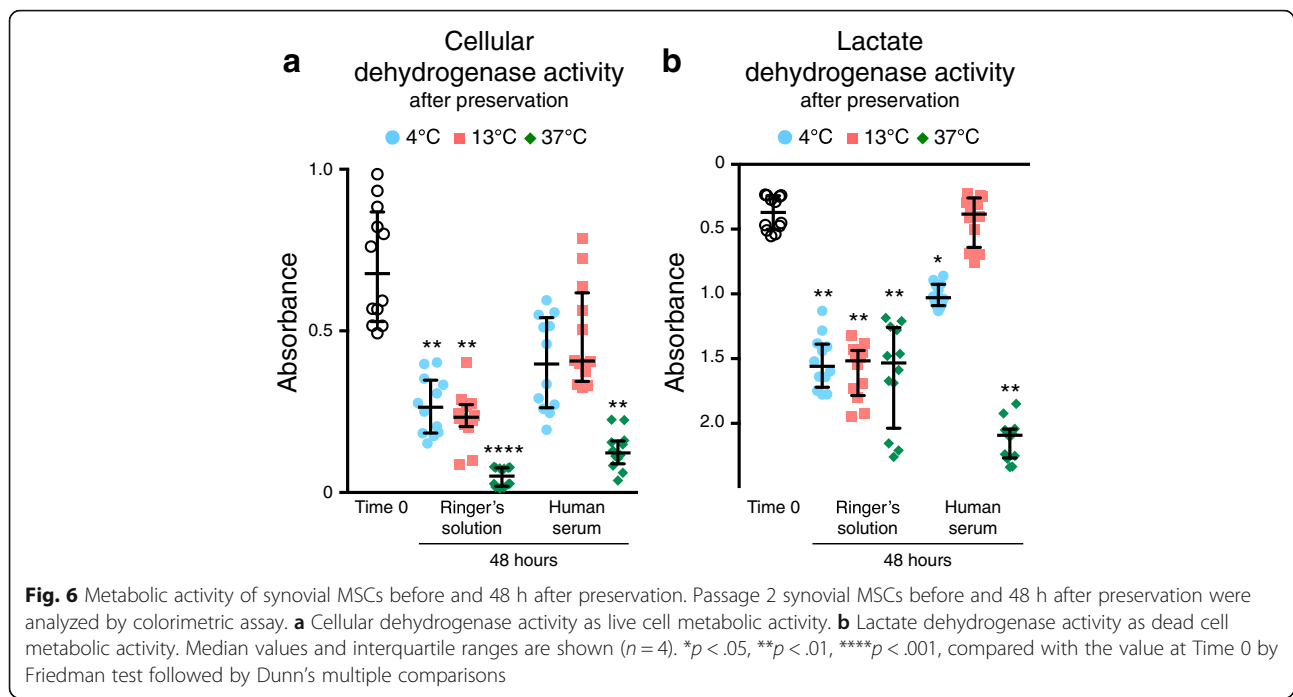 a
Cellular
dehydrogenase activity
after preservation
4°C 13°C 37°C
Absorbance
1.0
0.5
0
** ** **** **
Time 0 Ringer's solution Human serum
48 hours
b
Lactate
dehydrogenase activity
after preservation
4°C 13°C 37°C
Absorbance
0
0.5
1.0
1.5
2.0
** ** ** * **
Time 0 Ringer's solution Human serum
48 hours
Fig. 6 Metabolic activity of synovial MSCs before and 48 h after preservation. Passage 2 synovial MSCs before and 48 h after preservation were
analyzed by colorimetric assay. a Cellular dehydrogenase activity as live cell metabolic activity. b Lactate dehydrogenase activity as dead cell
metabolic activity. Median values and interquartile ranges are shown (n = 4). *p < .05, **p < .01, ****p < .001, compared with the value at Time 0 by
Friedman test followed by Dunn's multiple comparisons